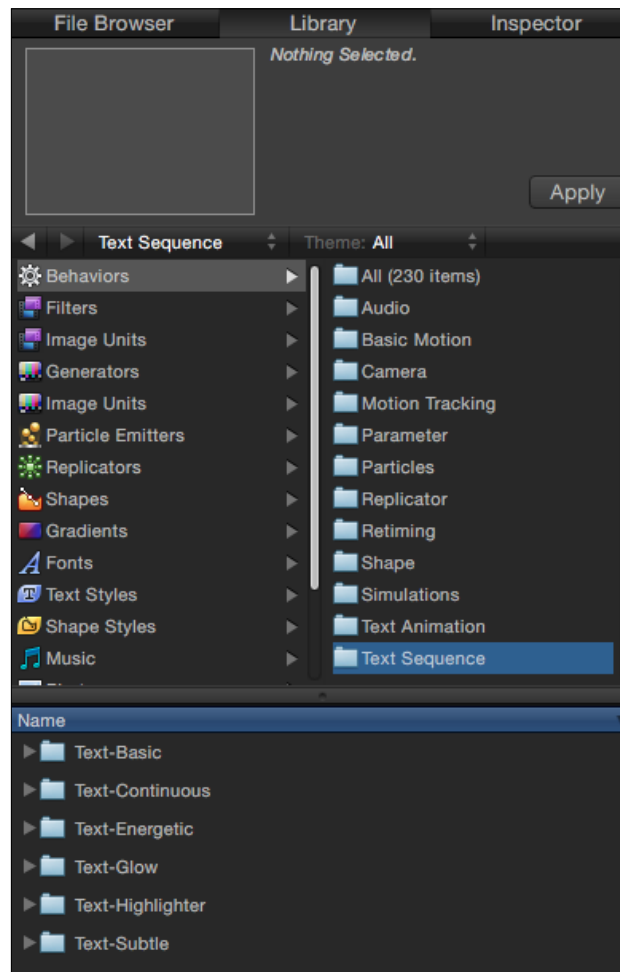 File Browser Library Inspector
Nothing Selected.
Apply
Text Sequence Theme: All
Behaviors
Filters
Image Units
Generators
Image Units
Particle Emitters
Replicators
Shapes
Gradients
Fonts
Text Styles
Shape Styles
Music
All (230 items)
Audio
Basic Motion
Camera
Motion Tracking
Parameter
Particles
Replicator
Retiming
Shape
Simulations
Text Animation
Text Sequence
Name
Text-Basic
Text-Continuous
Text-Energetic
Text-Glow
Text-Highlighter
Text-Subtle